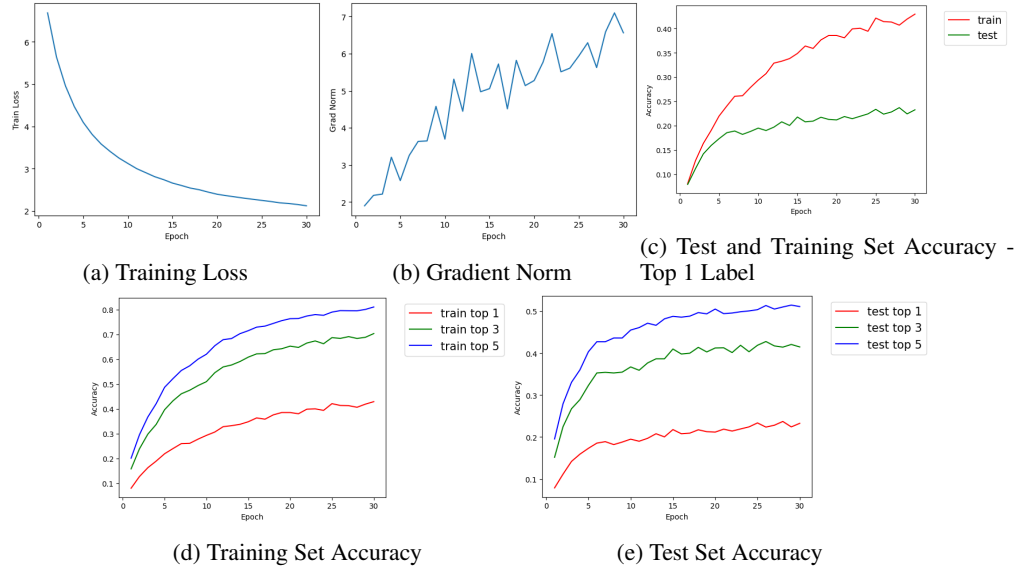 6
5
4
3
2
Train Loss
0 5 10 15 20 25 30
Epoch
(a) Training Loss
7
6
5
4
3
2
Grad Norm
0 5 10 15 20 25 30
Epoch
(b) Gradient Norm
0.40
0.35
0.30
0.25
0.20
0.15
0.10
Accuracy
0 5 10 15 20 25 30
Epoch
train
test
(c) Test and Training Set Accuracy -
Top 1 Label
0.8
0.7
0.6
0.5
0.4
0.3
0.2
0.1
Accuracy
0 5 10 15 20 25 30
Epoch
train top 1
train top 3
train top 5
(d) Training Set Accuracy
0.5
0.4
0.3
0.2
0.1
Accuracy
0 5 10 15 20 25 30
Epoch
test top 1
test top 3
test top 5
(e) Test Set Accuracy